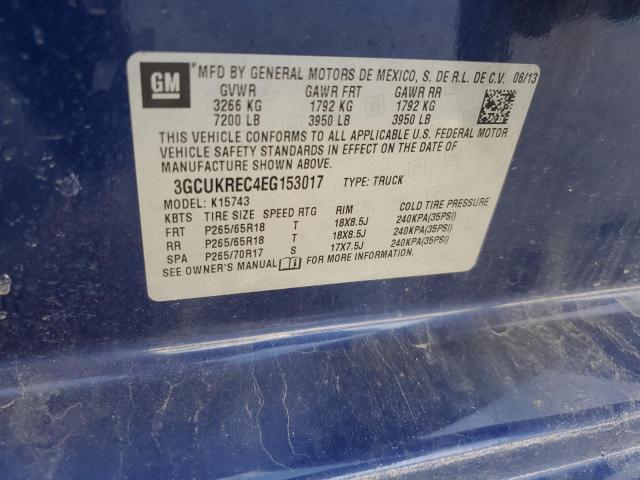 GM
*MFD BY GENERAL MOTORS DE MEXICO, S. DE R.L. DE C.V. 06/13
GVWR GAWR FRT GAWR RR
3266 KG 1792 KG 1792 KG
7200 LB 3950 LB 3950 LB
THIS VEHICLE CONFORMS TO ALL APPLICABLE U.S. FEDERAL MOTOR
VEHICLE SAFETY STANDARDS IN EFFECT ON THE DATE OF
MANUFACTURE SHOWN ABOVE.
3GCUKREC4EG153017 TYPE: TRUCK
MODEL: K15743
KBTS TIRE SIZE SPEED RTG RIM COLD TIRE PRESSURE
FRT P265/65R18 T 18X8.5J 240KPA(35PSI)
RR P265/65R18 T 18X8.5J 240KPA(35PSI)
SPA P265/70R17 S 17X7.5J 240KPA(35PSI)
SEE OWNER'S MANUAL FOR MORE INFORMATION.